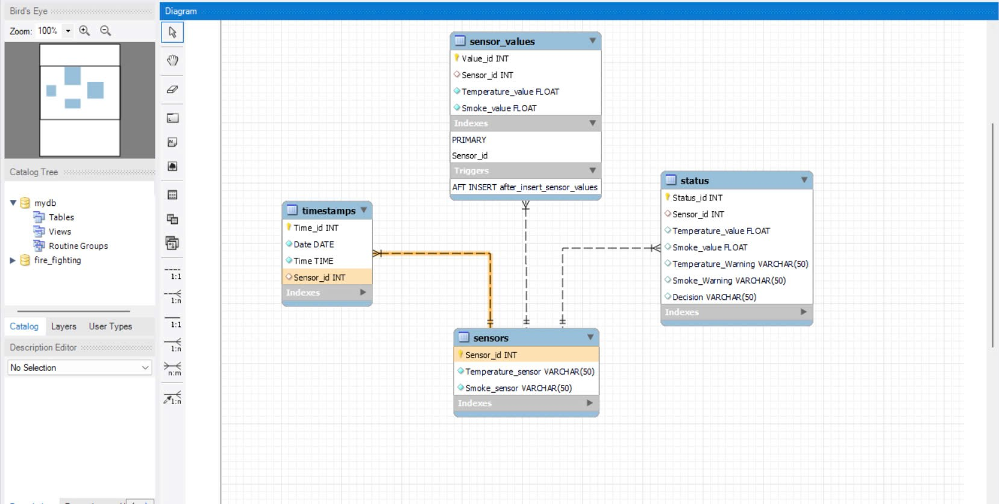 Bird's Eye
Zoom: 100%
Catalog Tree
mydb
Tables
Views
Routine Groups
fire_fighting
Catalog Layers User Types
Description Editor
No Selection
Diagram
1:1
1:n
1:1
1:n
n:m
1:n
sensor_values
Value_id INT
Sensor_id INT
Temperature_value FLOAT
Smoke_value FLOAT
Indexes
PRIMARY
Sensor_id
Triggers
AFT INSERT after_insert_sensor_values
timestamps
Time_id INT
Date DATE
Time TIME
Sensor_id INT
Indexes
status
Status_id INT
Sensor_id INT
Temperature_value FLOAT
Smoke_value FLOAT
Temperature_Warning VARCHAR(50)
Smoke_Warning VARCHAR(50)
Decision VARCHAR(50)
Indexes
sensors
Sensor_id INT
Temperature_sensor VARCHAR(50)
Smoke_sensor VARCHAR(50)
Indexes